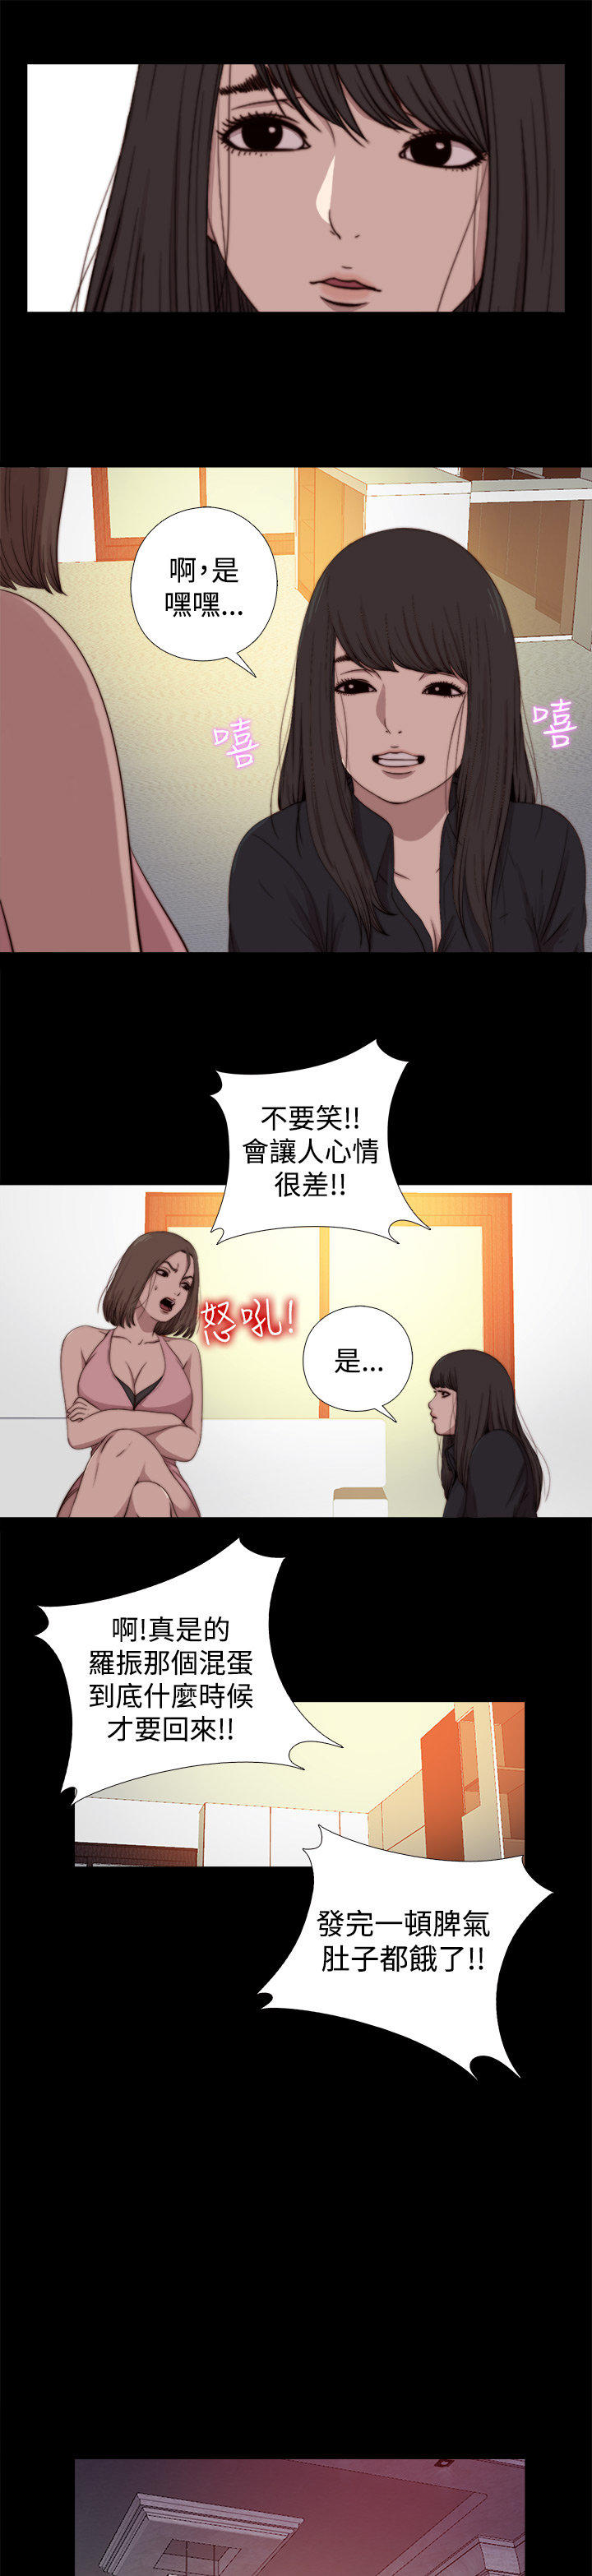 啊，是
嘿嘿...
嘻
嘻
不要笑!!
會讓人心情
很差!!
怒吼!
是...
啊!真是的
羅振那個混蛋
到底什麼時候
才要回來!!
發完一頓脾氣
肚子都餓了!!